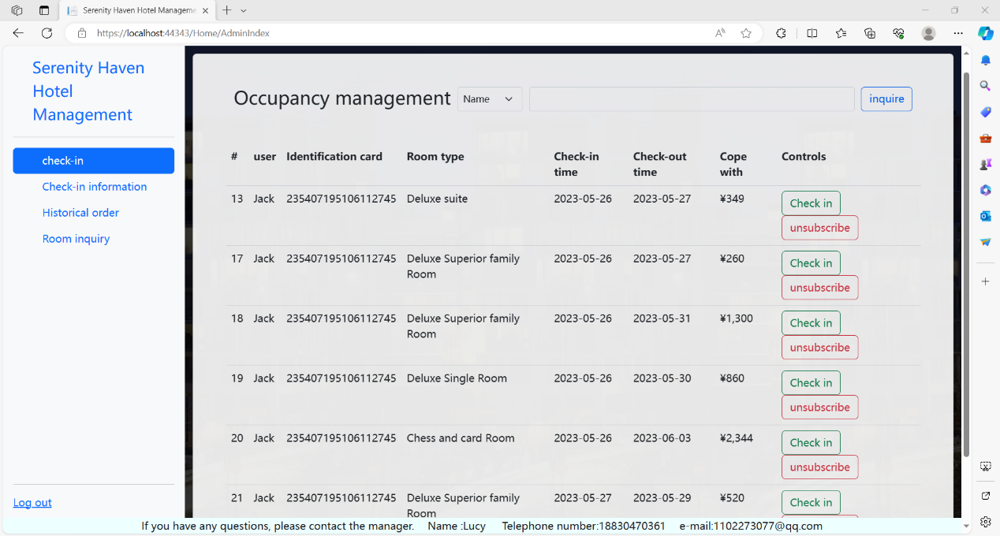 Serenity Haven Hotel Manageme
https://localhost:44343/Home/AdminIndex
Serenity Haven
Hotel
Management
check-in
Check-in information
Historical order
Room inquiry
Log out
Occupancy management Name inquire
# user Identification card Room type Check-in time Check-out time Cope with Controls
13 Jack 235407195106112745 Deluxe suite 2023-05-26 2023-05-27 ¥349 Check in
unsubscribe
17 Jack 235407195106112745 Deluxe Superior family Room 2023-05-26 2023-05-27 ¥260 Check in
unsubscribe
18 Jack 235407195106112745 Deluxe Superior family Room 2023-05-26 2023-05-31 ¥1,300 Check in
unsubscribe
19 Jack 235407195106112745 Deluxe Single Room 2023-05-26 2023-05-30 ¥860 Check in
unsubscribe
20 Jack 235407195106112745 Chess and card Room 2023-05-26 2023-06-03 ¥2,344 Check in
unsubscribe
21 Jack 235407195106112745 Deluxe Superior family Room 2023-05-27 2023-05-29 ¥520 Check in
If you have any questions, please contact the manager. Name :Lucy Telephone number:18830470361 e-mail:1102273077@qq.com